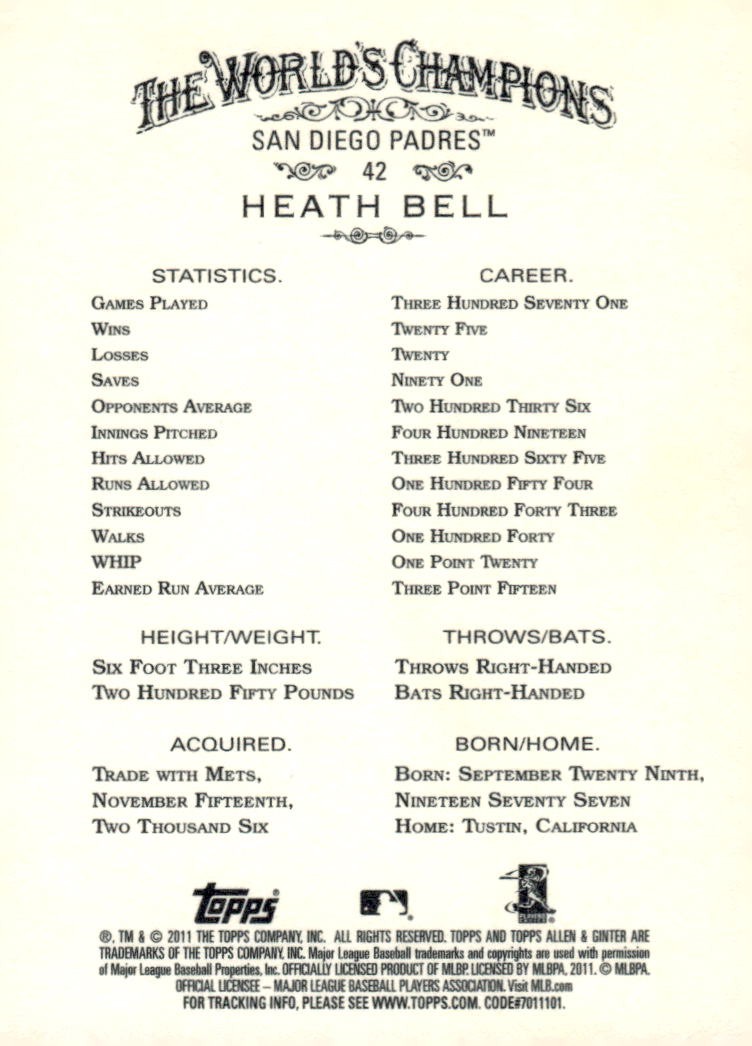 THE WORLD'S CHAMPIONS
SAN DIEGO PADRES™
42
HEATH BELL
STATISTICS. CAREER.
GAMES PLAYED THREE HUNDRED SEVENTY ONE
WINS TWENTY FIVE
LOSSES TWENTY
SAVES NINETY ONE
OPPONENTS AVERAGE TWO HUNDRED THIRTY SIX
INNINGS PITCHED FOUR HUNDRED NINETEEN
HITS ALLOWED THREE HUNDRED SIXTY FIVE
RUNS ALLOWED ONE HUNDRED FIFTY FOUR
STRIKEOUTS FOUR HUNDRED FORTY THREE
WALKS ONE HUNDRED FORTY
WHIP ONE POINT TWENTY
EARNED RUN AVERAGE THREE POINT FIFTEEN
HEIGHT/WEIGHT. THROWS/BATS.
SIX FOOT THREE INCHES THROWS RIGHT-HANDED
TWO HUNDRED FIFTY POUNDS BATS RIGHT-HANDED
ACQUIRED. BORN/HOME.
TRADE WITH METS, BORN: SEPTEMBER TWENTY NINTH,
NOVEMBER FIFTEENTH, NINETEEN SEVENTY SEVEN
TWO THOUSAND SIX HOME: TUSTIN, CALIFORNIA
Topps®
®, TM & © 2011 THE TOPPS COMPANY, INC. ALL RIGHTS RESERVED. TOPPS AND TOPPS ALLEN & GINTER ARE
TRADEMARKS OF THE TOPPS COMPANY, INC. Major League Baseball trademarks and copyrights are used with permission
of Major League Baseball Properties, Inc. OFFICIALLY LICENSED PRODUCT OF MLBP. LICENSED BY MLBPA, 2011. © MLBPA.
OFFICIAL LICENSEE – MAJOR LEAGUE BASEBALL PLAYERS ASSOCIATION. Visit MLB.com
FOR TRACKING INFO, PLEASE SEE WWW.TOPPS.COM. CODE#7011101.